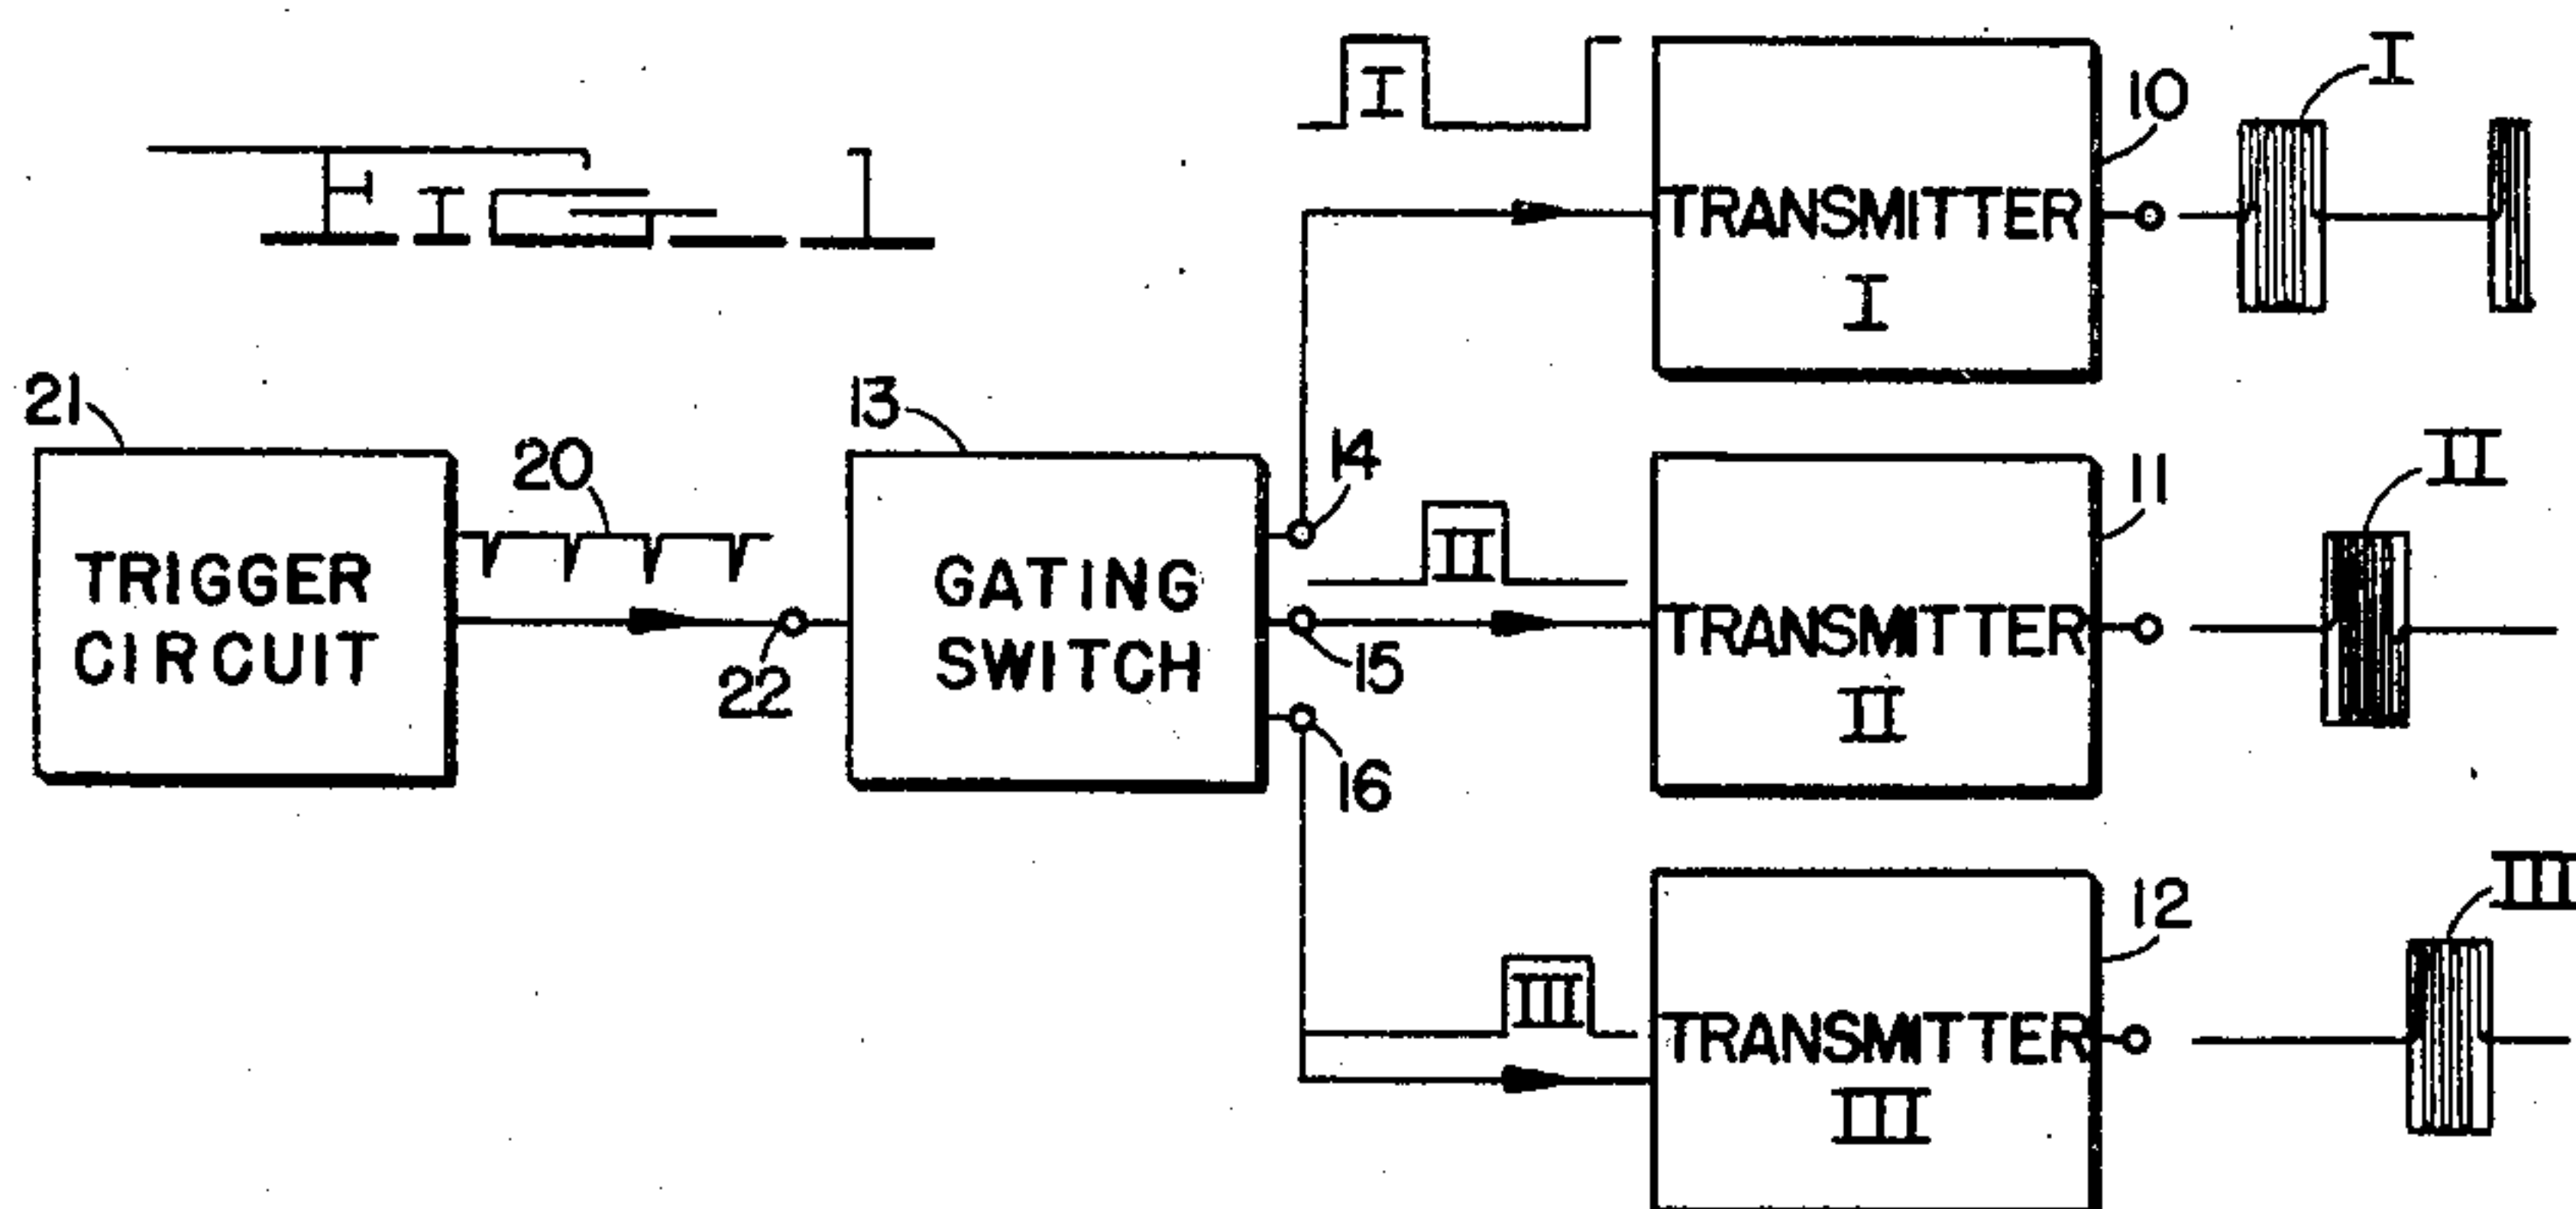 FIG-1
I
10
I
TRANSMITTER
I
21
TRIGGER
CIRCUIT
20
22
13
GATING
SWITCH
14
15
16
II
11
II
TRANSMITTER
II
III
12
III
TRANSMITTER
III